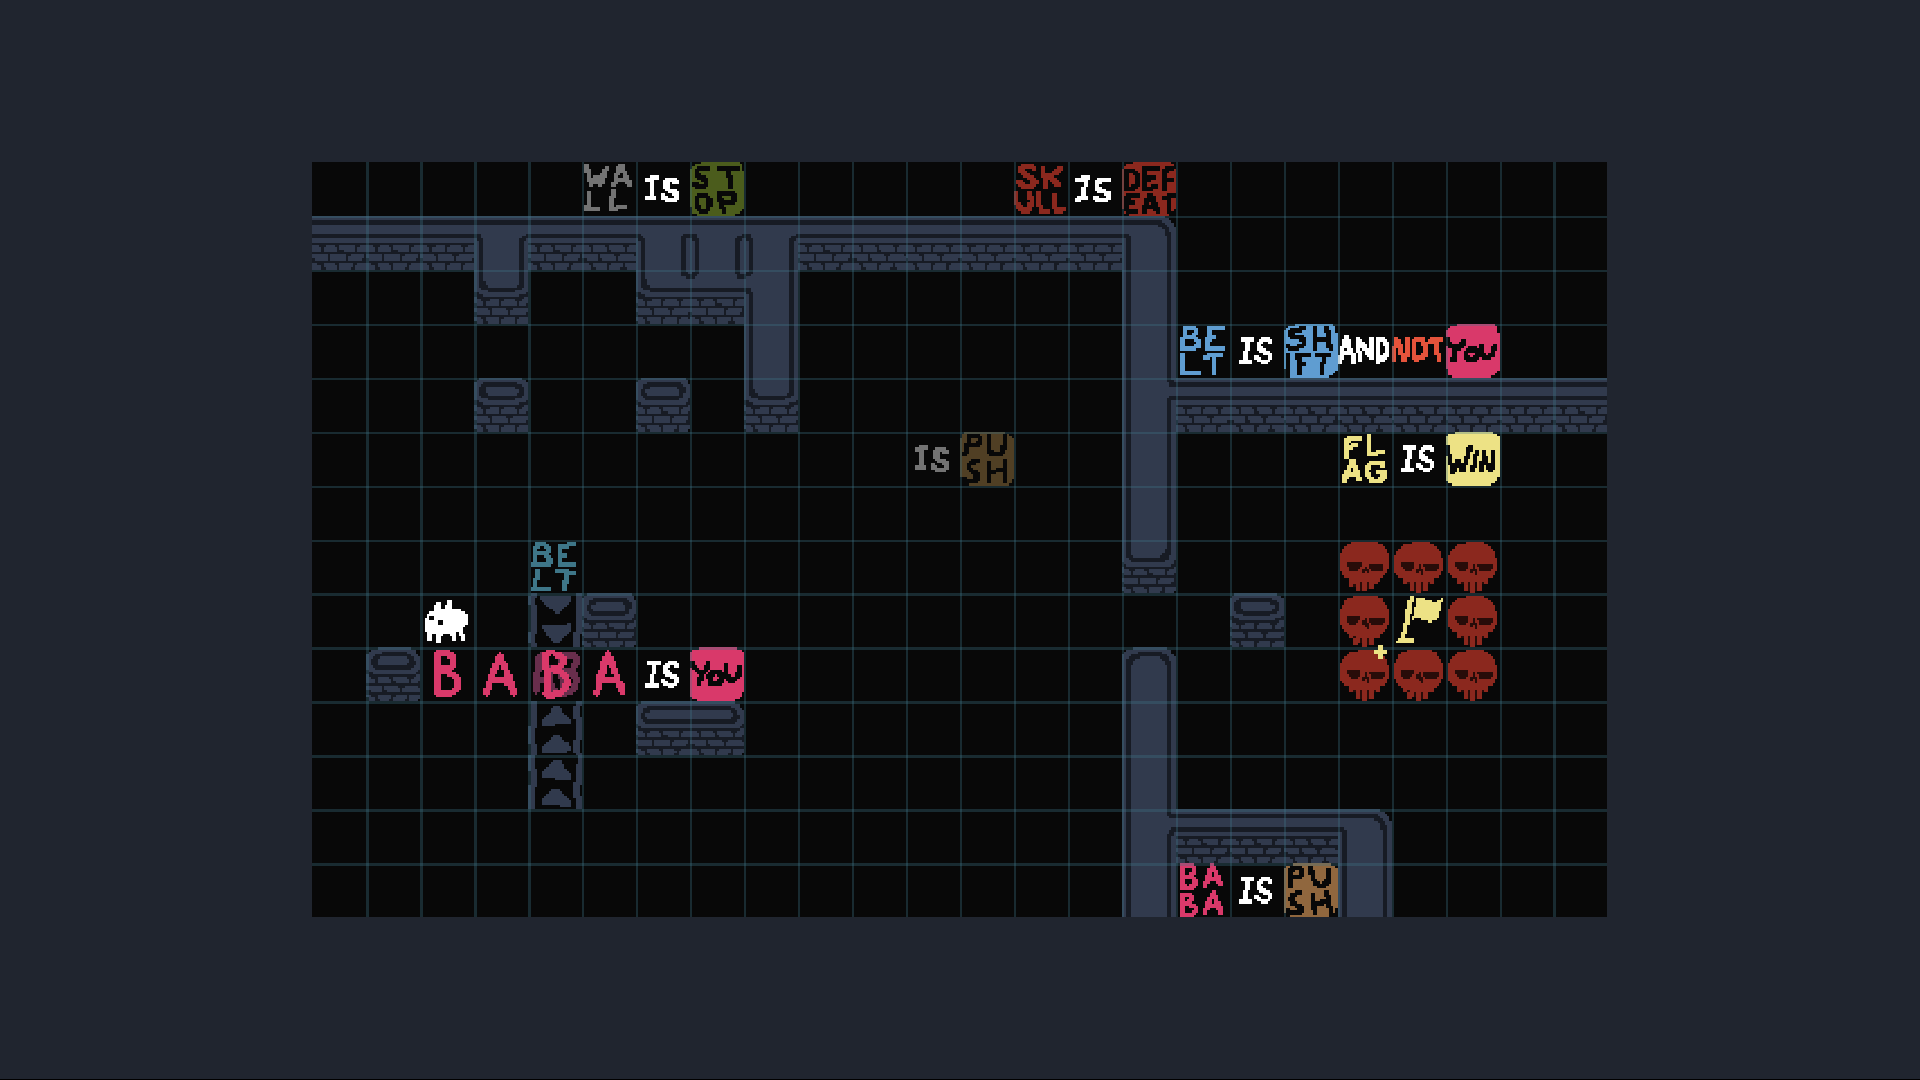 WALL IS STOP
SKULL IS DEFEAT
BELT IS SHIFT AND NOT YOU
IS PUSH
FLAG IS WIN
BELT
B A B A IS YOU
BABA IS PUSH